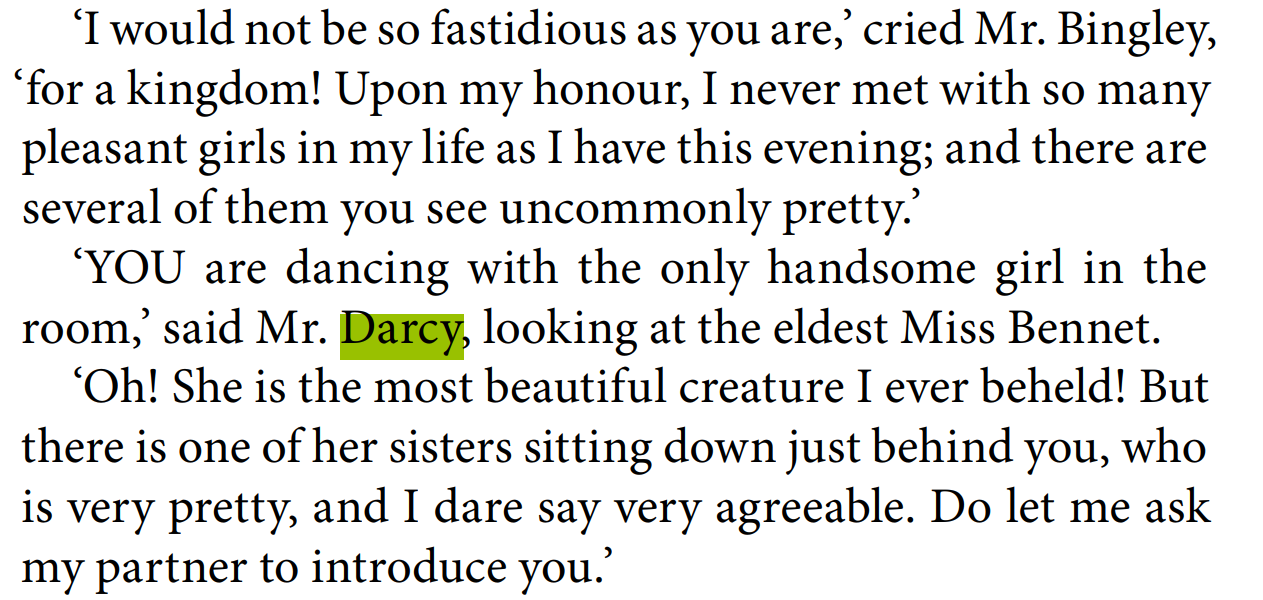 ‘I would not be so fastidious as you are,’ cried Mr. Bingley,
‘for a kingdom! Upon my honour, I never met with so many
pleasant girls in my life as I have this evening; and there are
several of them you see uncommonly pretty.’
‘YOU are dancing with the only handsome girl in the
room,’ said Mr. Darcy, looking at the eldest Miss Bennet.
‘Oh! She is the most beautiful creature I ever beheld! But
there is one of her sisters sitting down just behind you, who
is very pretty, and I dare say very agreeable. Do let me ask
my partner to introduce you.’